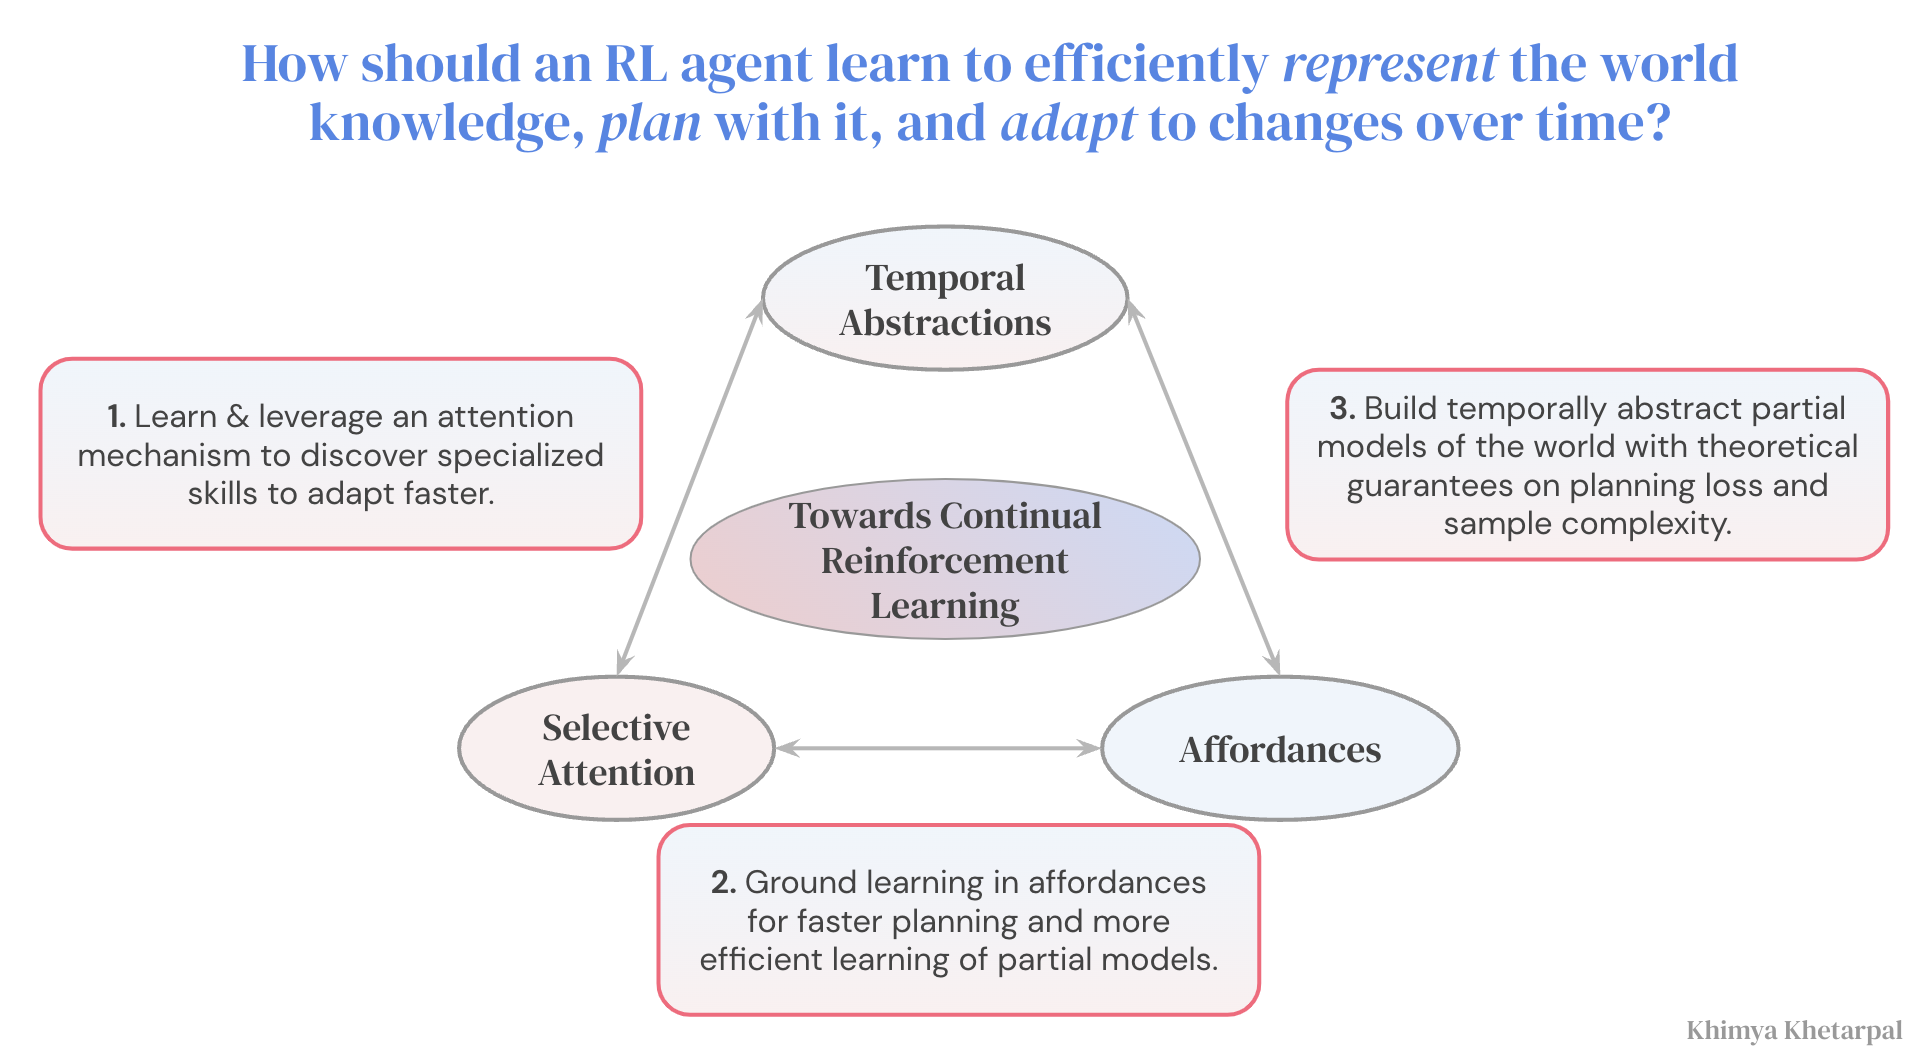 How should an RL agent learn to efficiently represent the world
knowledge, plan with it, and adapt to changes over time?
Temporal
Abstractions
1. Learn & leverage an attention
mechanism to discover specialized
skills to adapt faster.
3. Build temporally abstract partial
models of the world with theoretical
guarantees on planning loss and
sample complexity.
Towards Continual
Reinforcement
Learning
Selective
Attention
Affordances
2. Ground learning in affordances
for faster planning and more
efficient learning of partial models.
Khimya Khetarpal